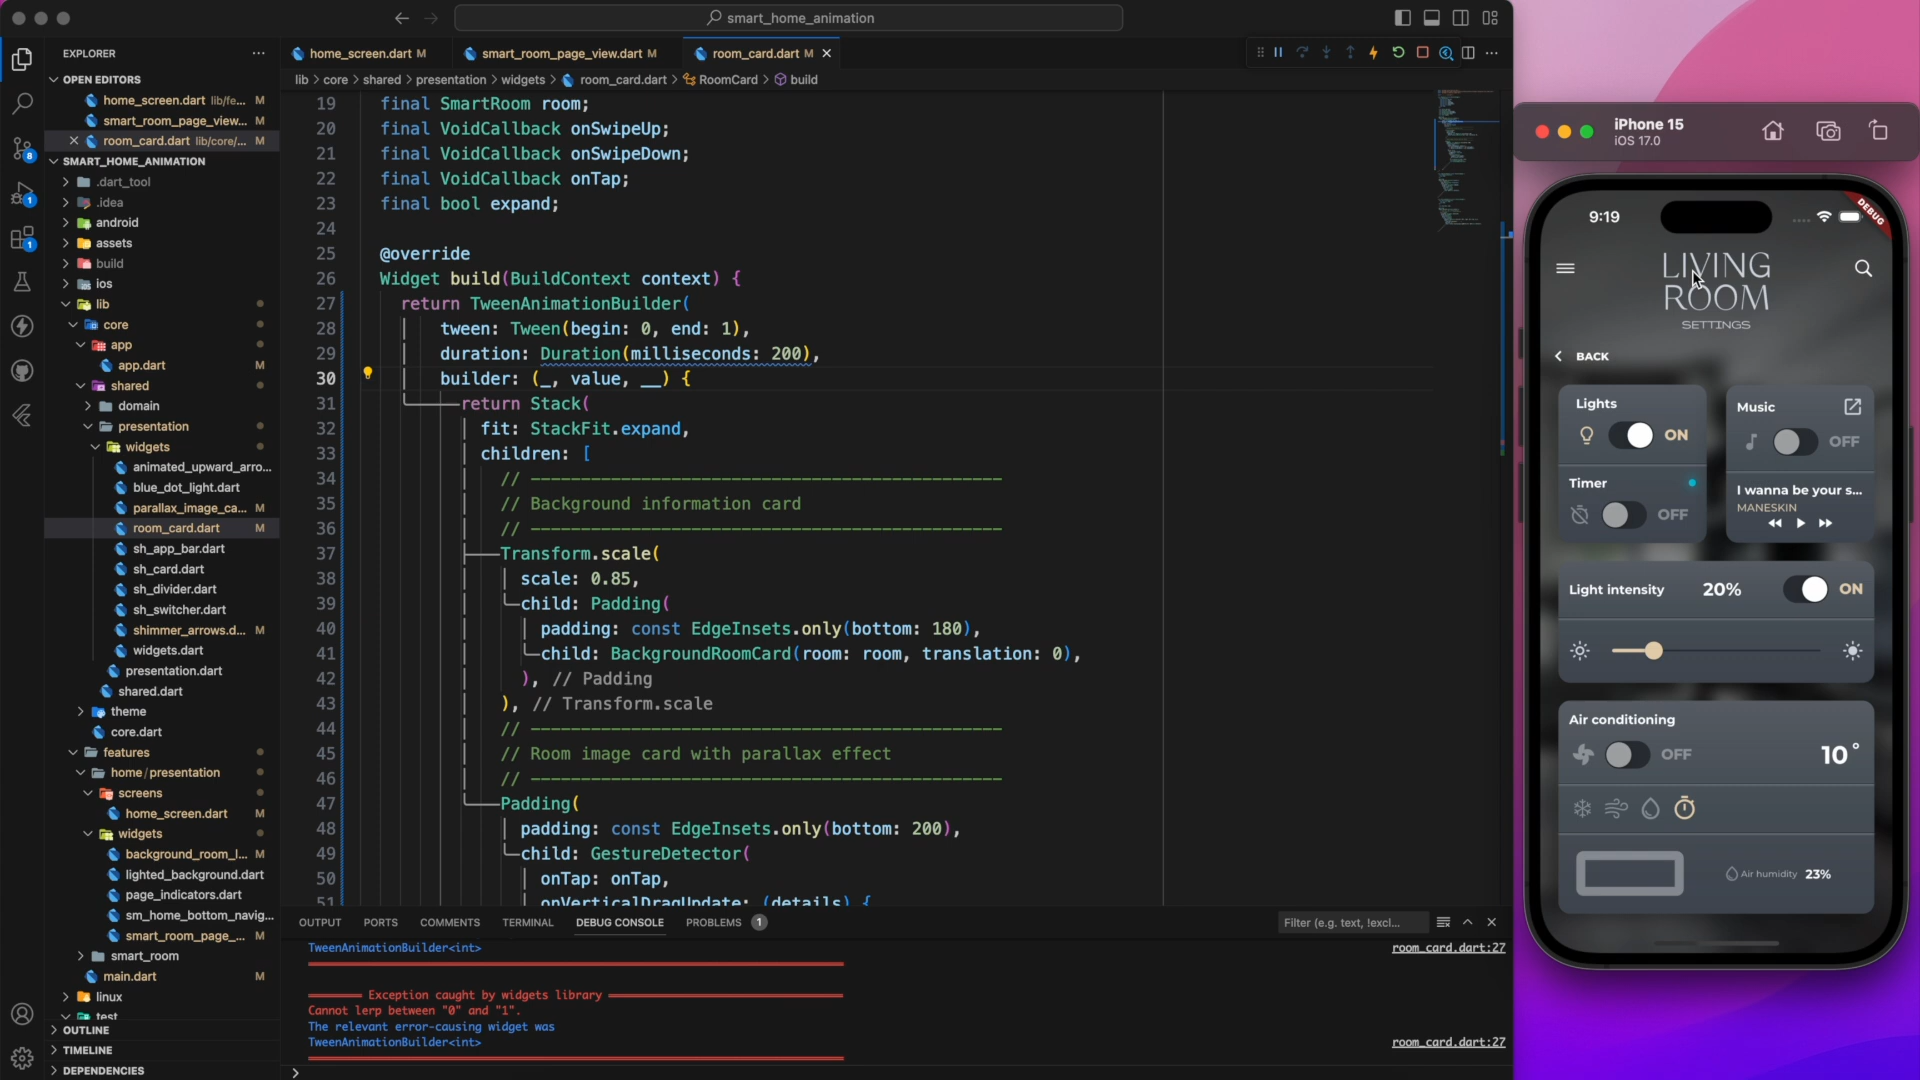 smart_home_animation
EXPLORER
OPEN EDITORS
home_screen.dart lib/fe... M
smart_room_page_view... M
room_card.dart lib/core/... M
SMART_HOME_ANIMATION
.dart_tool
.idea
android
assets
build
ios
lib
core
app
app.dart M
shared
domain
presentation
widgets
animated_upward_arro...
blue_dot_light.dart
parallax_image_ca... M
room_card.dart M
sh_app_bar.dart
sh_card.dart
sh_divider.dart
sh_switcher.dart
shimmer_arrows.d... M
widgets.dart
presentation.dart
shared.dart
theme
core.dart
features
home/presentation
screens
home_screen.dart M
widgets
background_room_l... M
lighted_background.dart
page_indicators.dart
sm_home_bottom_navig...
smart_room_page_... M
smart_room
main.dart M
linux
test
OUTLINE
TIMELINE
DEPENDENCIES
8
1
1
home_screen.dart M
smart_room_page_view.dart M
room_card.dart M
lib > core > shared > presentation > widgets > room_card.dart > RoomCard > build
19 final SmartRoom room;
20 final VoidCallback onSwipeUp;
21 final VoidCallback onSwipeDown;
22 final VoidCallback onTap;
23 final bool expand;
24
25 @override
26 Widget build(BuildContext context) {
27 return TweenAnimationBuilder(
28 tween: Tween(begin: 0, end: 1),
29 duration: Duration(milliseconds: 200),
30 builder: (_, value, __) {
31 return Stack(
32 fit: StackFit.expand,
33 children: [
34 // -----------------------------------------------
35 // Background information card
36 // -----------------------------------------------
37 Transform.scale(
38 scale: 0.85,
39 child: Padding(
40 padding: const EdgeInsets.only(bottom: 180),
41 child: BackgroundRoomCard(room: room, translation: 0),
42 ), // Padding
43 ), // Transform.scale
44 // -----------------------------------------------
45 // Room image card with parallax effect
46 // -----------------------------------------------
47 Padding(
48 padding: const EdgeInsets.only(bottom: 200),
49 child: GestureDetector(
50 onTap: onTap,
51 onVerticalDragUpdate: (details) {
OUTPUT PORTS COMMENTS TERMINAL DEBUG CONSOLE PROBLEMS 1
Filter (e.g. text, !excl...
TweenAnimationBuilder<int> room_card.dart:27
Exception caught by widgets library
Cannot lerp between "0" and "1".
The relevant error-causing widget was
TweenAnimationBuilder<int> room_card.dart:27
>
iPhone 15
iOS 17.0
9:19
DEBUG
LIVING
ROOM
SETTINGS
BACK
Lights
ON
Timer
OFF
Music
OFF
I wanna be your s...
MANESKIN
Light intensity 20% ON
Air conditioning
OFF 10°
Air humidity 23%